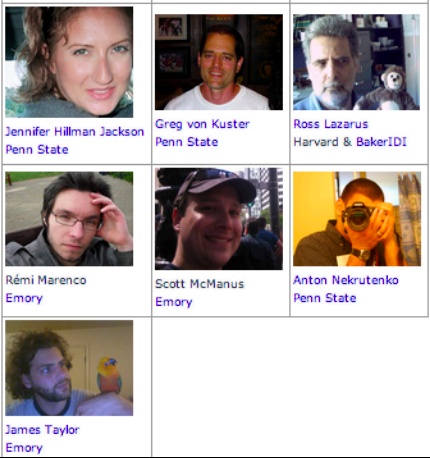 Jennifer Hillman Jackson
Penn State
Greg von Kuster
Penn State
Ross Lazarus
Harvard & BakerIDI
Rémi Marenco
Emory
Scott McManus
Emory
Anton Nekrutenko
Penn State
James Taylor
Emory